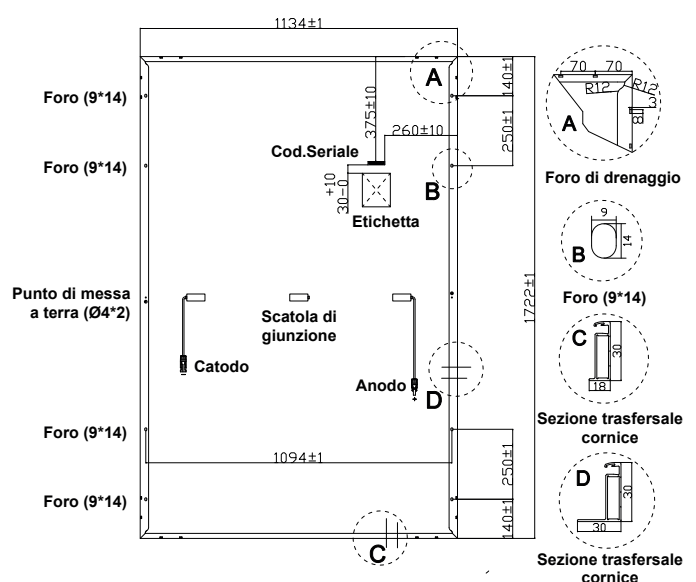 1134±1
A
140±1
250±1
375±10
260±10
Foro (9*14)
Foro (9*14)
Cod.Seriale
B
+10
30-0
Etichetta
1722±1
Punto di messa
a terra (Ø4*2)
Scatola di
giunzione
Catodo
Anodo
D
Foro (9*14)
1094±1
250±1
Foro (9*14)
140±1
C
70
70
R12
R12
3
8
A
Foro di drenaggio
9
14
B
Foro (9*14)
C
30
18
Sezione trasfersale
cornice
D
30
30
Sezione trasfersale
cornice